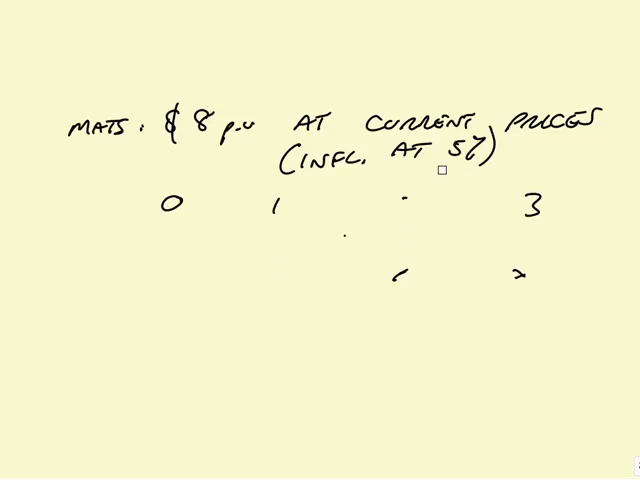 MATS: $8 p.u AT CURRENT PRICES
(INFL. AT 5%)
0 1 3